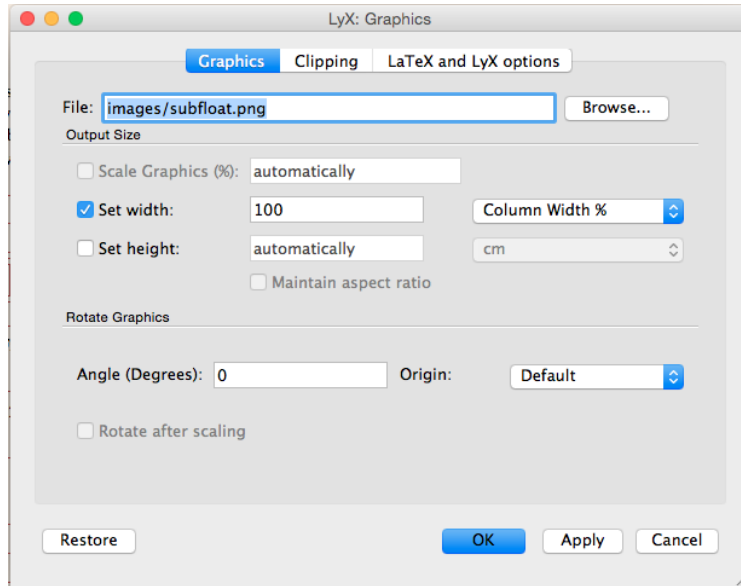 LyX: Graphics
Graphics Clipping LaTeX and LyX options
File: images/subfloat.png Browse...
Output Size
Scale Graphics (%): automatically
Set width: 100 Column Width %
Set height: automatically cm
Maintain aspect ratio
Rotate Graphics
Angle (Degrees): 0 Origin: Default
Rotate after scaling
Restore OK Apply Cancel